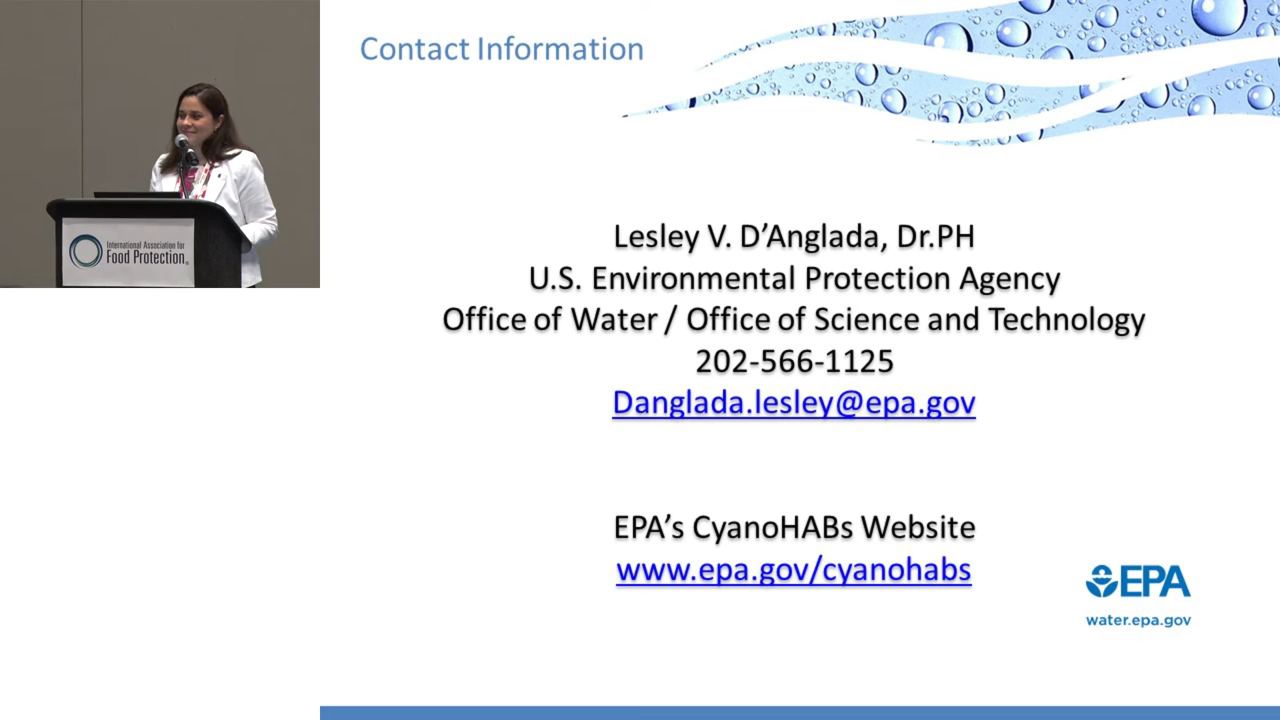 Contact Information
International Association for
Food Protection®
Lesley V. D’Anglada, Dr.PH
U.S. Environmental Protection Agency
Office of Water / Office of Science and Technology
202-566-1125
Danglada.lesley@epa.gov
EPA’s CyanoHABs Website
www.epa.gov/cyanohabs
EPA
water.epa.gov